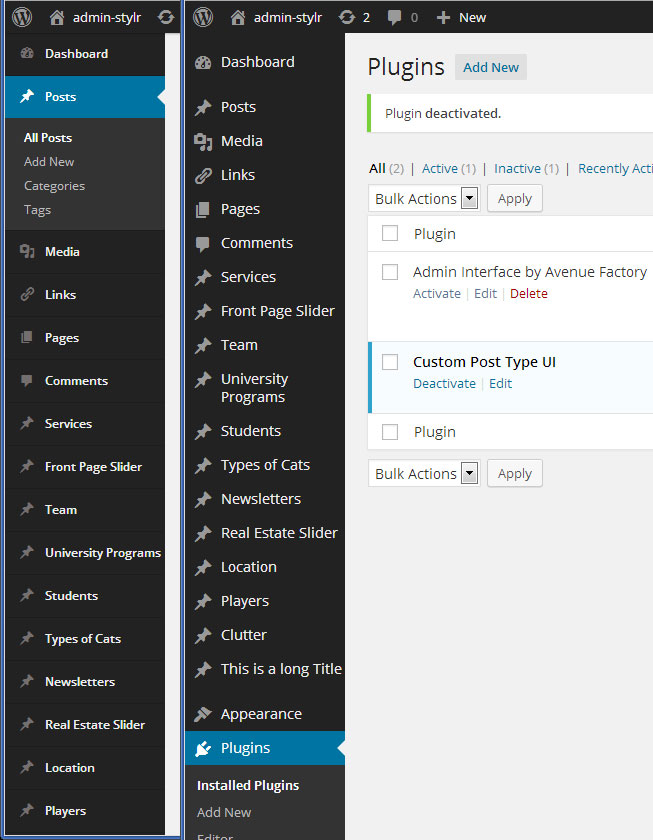 admin-stylr
Dashboard
Posts
All Posts
Add New
Categories
Tags
Media
Links
Pages
Comments
Services
Front Page Slider
Team
University Programs
Students
Types of Cats
Newsletters
Real Estate Slider
Location
Players
admin-stylr 2 0 New
Dashboard
Posts
Media
Links
Pages
Comments
Services
Front Page Slider
Team
University
Programs
Students
Types of Cats
Newsletters
Real Estate Slider
Location
Players
Clutter
This is a long Title
Appearance
Plugins
Installed Plugins
Add New
Editor
Plugins Add New
Plugin deactivated.
All (2) | Active (1) | Inactive (1) | Recently Acti
Bulk Actions Apply
Plugin
Admin Interface by Avenue Factory
Activate | Edit | Delete
Custom Post Type UI
Deactivate | Edit
Plugin
Bulk Actions Apply